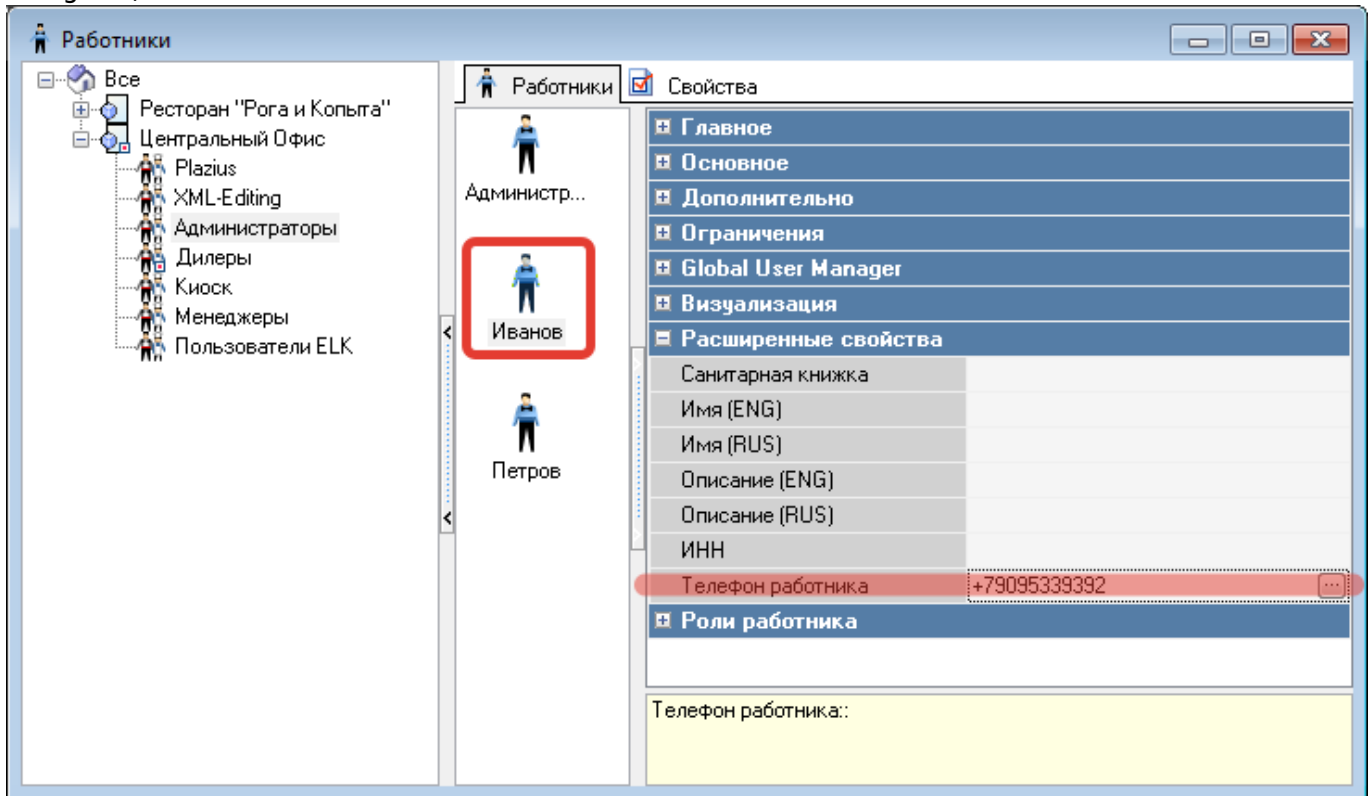 Работники
Все
Ресторан "Рога и Копыта"
Центральный Офис
Plazius
XML-Editing
Администраторы
Дилеры
Киоск
Менеджеры
Пользователи ELK
Работники
Свойства
Администр...
Иванов
Петров
Главное
Основное
Дополнительно
Ограничения
Global User Manager
Визуализация
Расширенные свойства
Санитарная книжка
Имя (ENG)
Имя (RUS)
Описание (ENG)
Описание (RUS)
ИНН
Телефон работника +79095339392
Роли работника
Телефон работника::